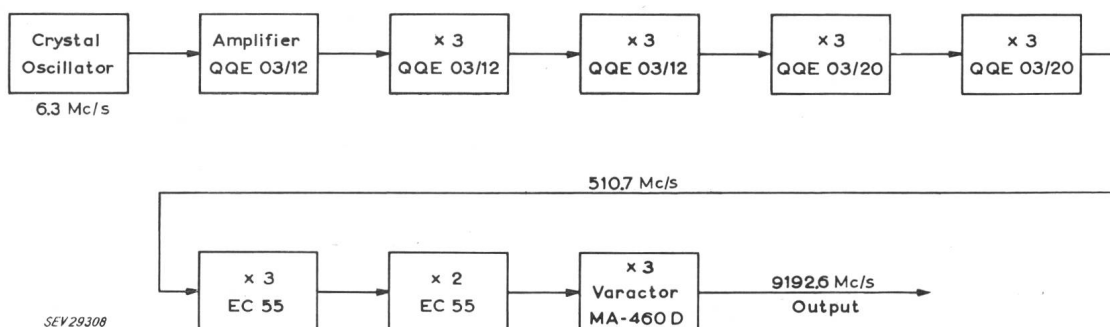 Crystal
Oscillator
6.3 Mc/s
Amplifier
QQE 03/12
× 3
QQE 03/12
× 3
QQE 03/12
× 3
QQE 03/20
× 3
QQE 03/20
510.7 Mc/s
× 3
EC 55
× 2
EC 55
× 3
Varactor
MA-460 D
9192.6 Mc/s
Output
SEV29308